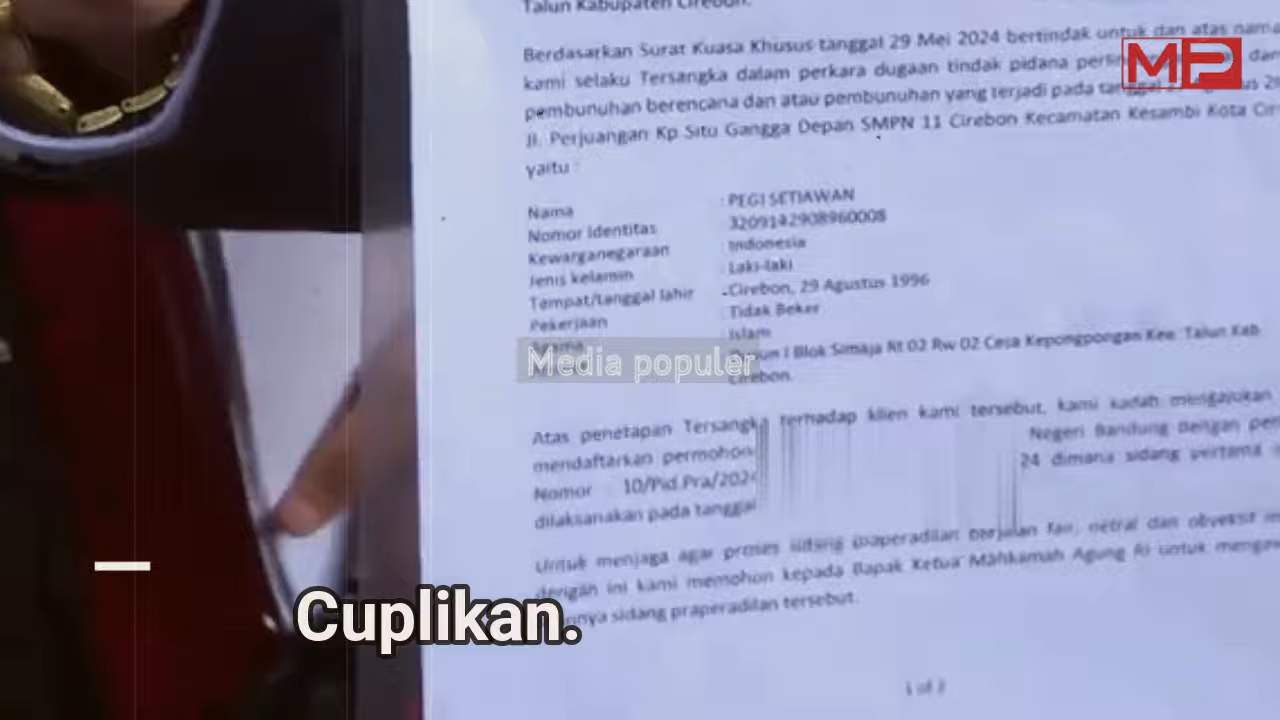 Talun Kabupaten Cirebon.
Berdasarkan Surat Kuasa Khusus tanggal 29 Mei 2024 bertindak untuk dan atas nama
kami selaku Tersangka dalam perkara dugaan tindak pidana dan
pembunuhan berencana dan atau pembunuhan yang terjadi pada
Jl. Perjuangan Kp Situ Gangga Depan SMPN 11 Cirebon Kecamatan Kesambi Kota
yaitu :
Nama : PEGI SETIAWAN
Nomor Identitas : 3209142908960008
Kewarganegaraan : Indonesia
Jenis kelamin : Laki-laki
Tempat/tanggal lahir : Cirebon, 29 Agustus 1996
Pekerjaan : Tidak Beker
: Islam
I Blok Simaja Rt 02 Rw 02 Kepongpongan Kec. Talun Kab
Cirebon.
Atas penetapan Tersangka terhadap klien kami tersebut, kami sudah mengajukan
mendaftarkan Negeri Bandung dengan
Nomor : 10/Pid.Pra/2024 dimana sidang pertama
dilaksanakan pada tanggal
Untuk menjaga agar proses sidang praperadilan berjalan fair, netral dan obyektif
dengan ini kami memohon kepada Bapak Ketua Mahkamah Agung RI untuk
sidang praperadilan tersebut.
1 of 2
MP
Media populer
Cuplikan.